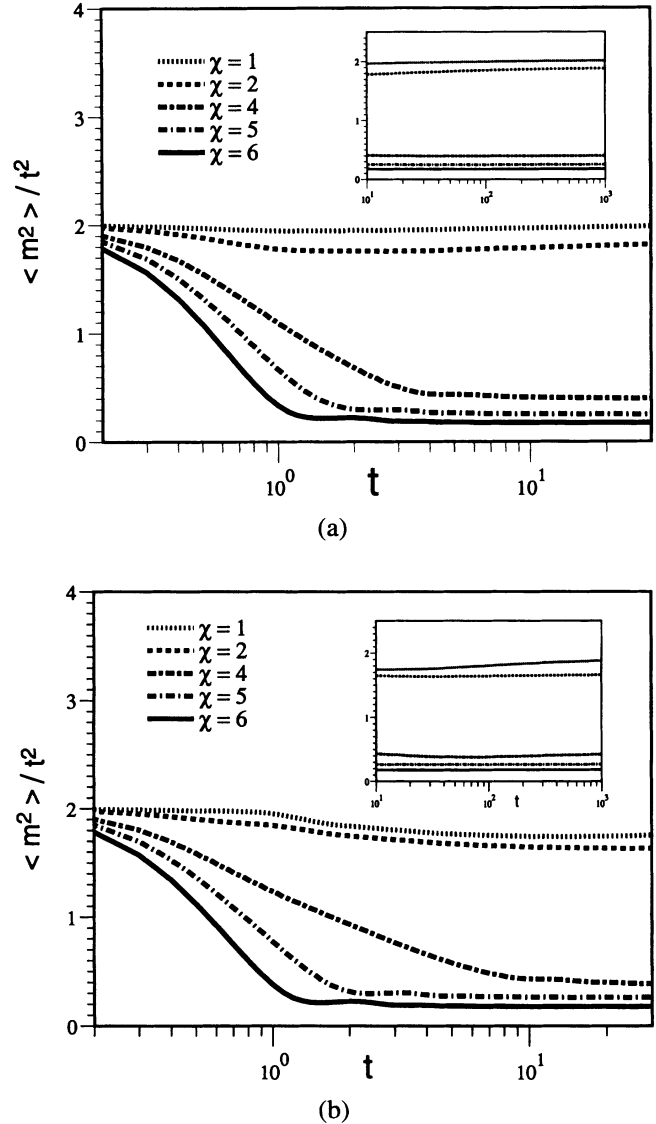 4
3
2
1
0
< m² > / t²
χ = 1
χ = 2
χ = 4
χ = 5
χ = 6
2
1
0
10¹ 10² 10³
10⁰ t 10¹
(a)
4
3
2
1
0
< m² > / t²
χ = 1
χ = 2
χ = 4
χ = 5
χ = 6
2
1
0
10¹ 10² t 10³
10⁰ t 10¹
(b)